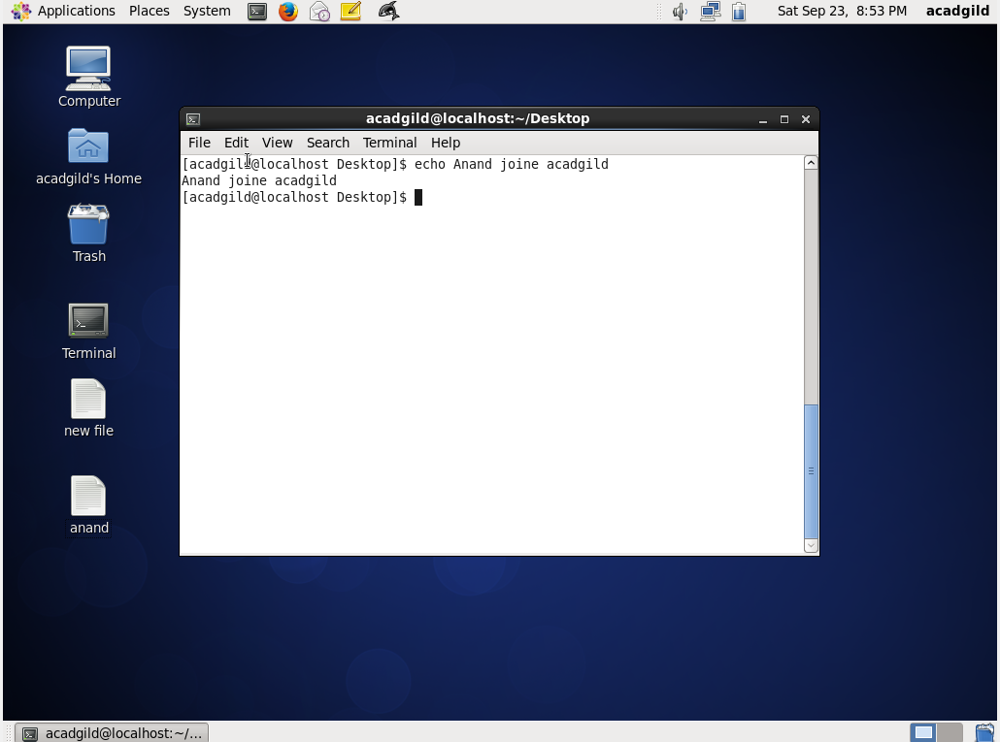 Applications Places System Sat Sep 23, 8:53 PM acadgild
Computer
acadgild's Home
Trash
Terminal
new file
anand
acadgild@localhost:~/Desktop
File Edit View Search Terminal Help
[acadgild@localhost Desktop]$ echo Anand joine acadgild
Anand joine acadgild
[acadgild@localhost Desktop]$
acadgild@localhost:~/...